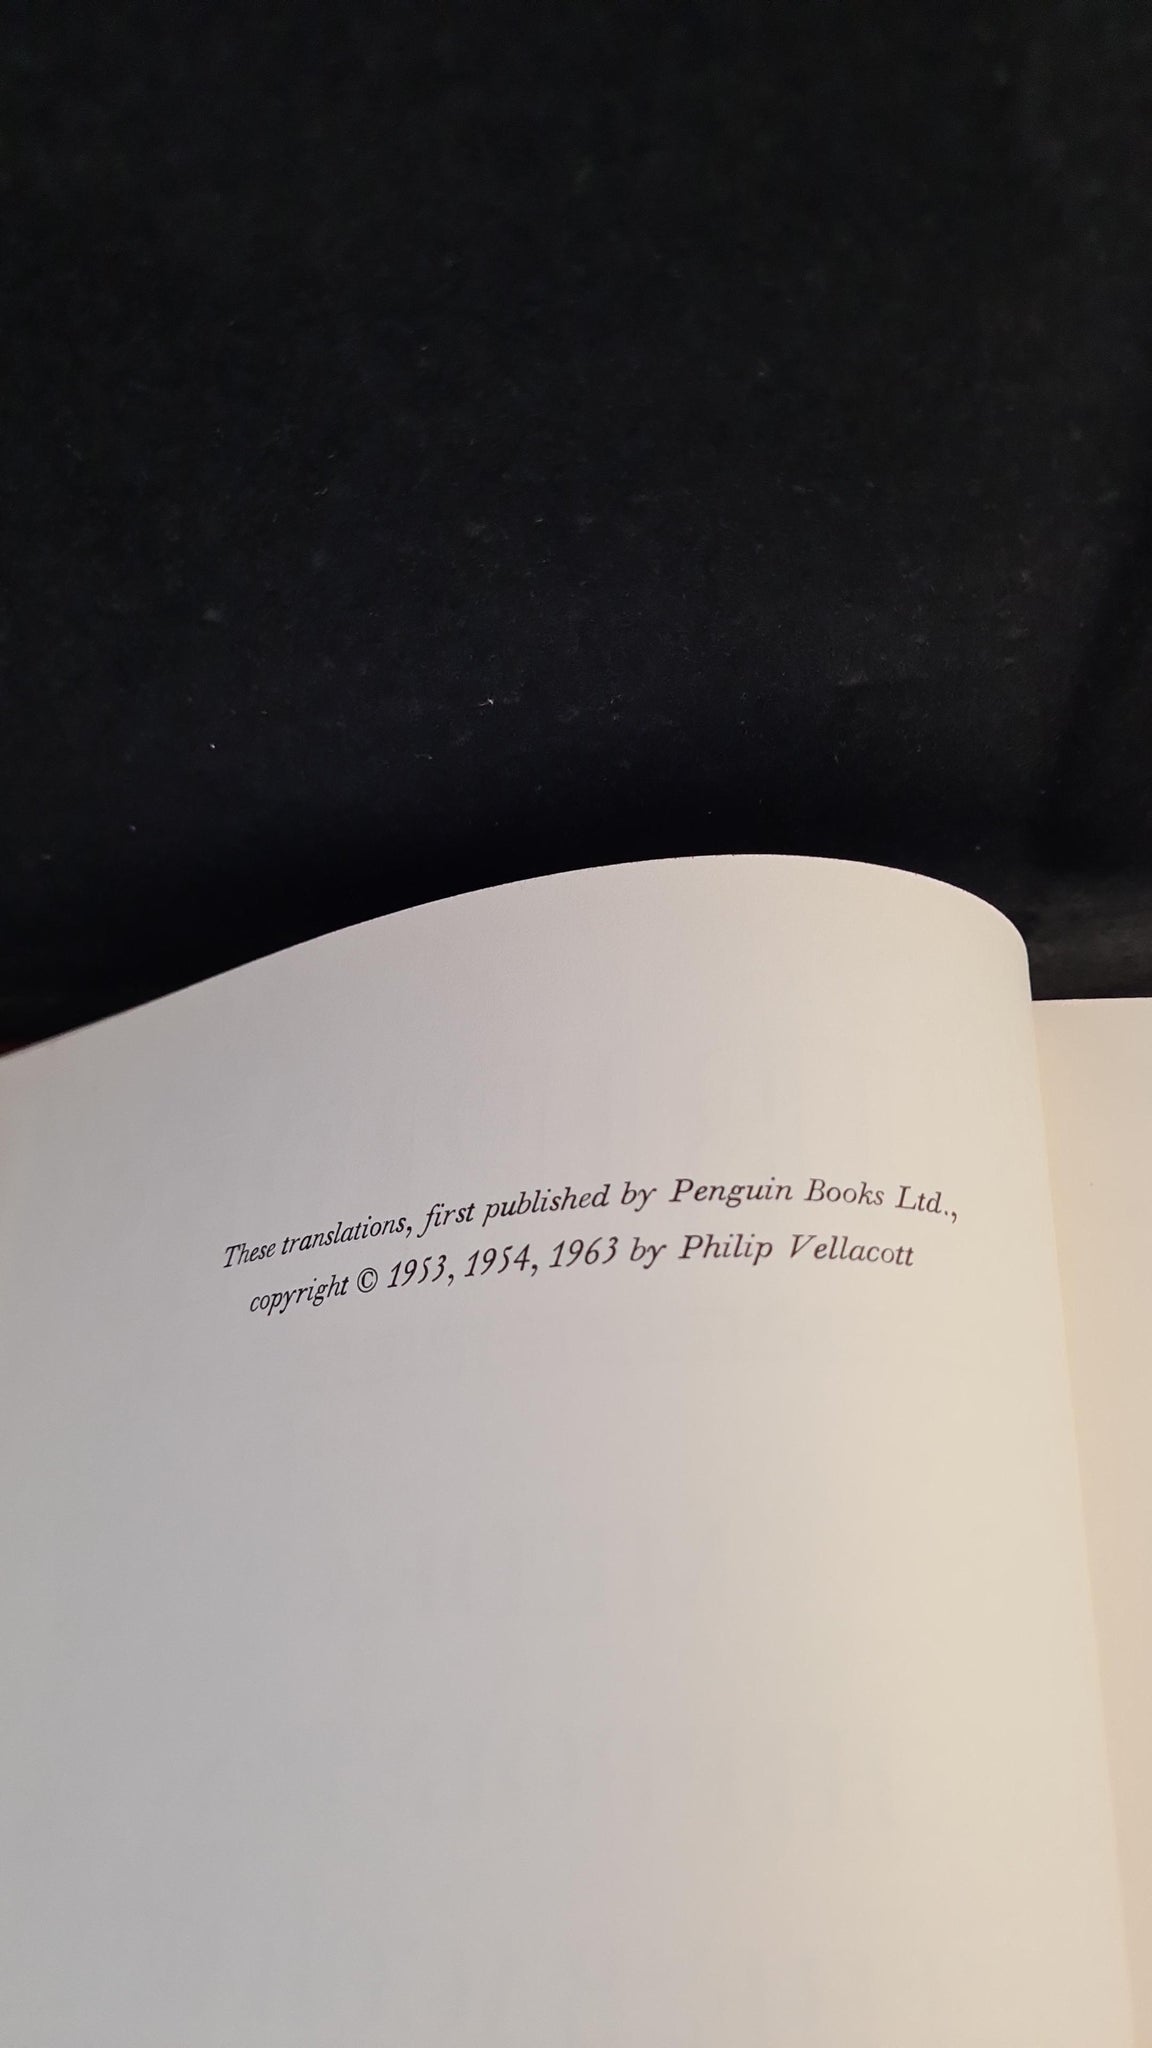 These translations, first published by Penguin Books Ltd.,
copyright © 1953, 1954, 1963 by Philip Vellacott